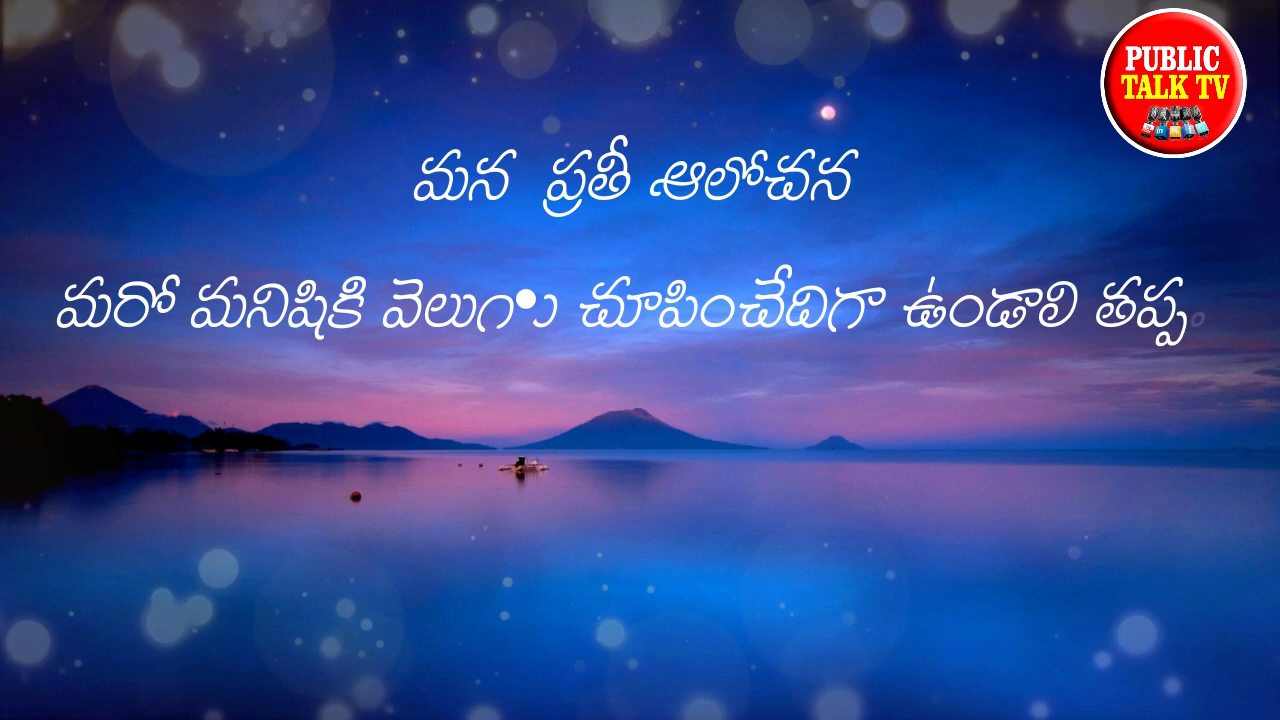 PUBLIC
TALK TV
మన ప్రతీ ఆలోచన
మరో మనిషికి వెలుగు చూపించేదిగా ఉండాలి తప్ప